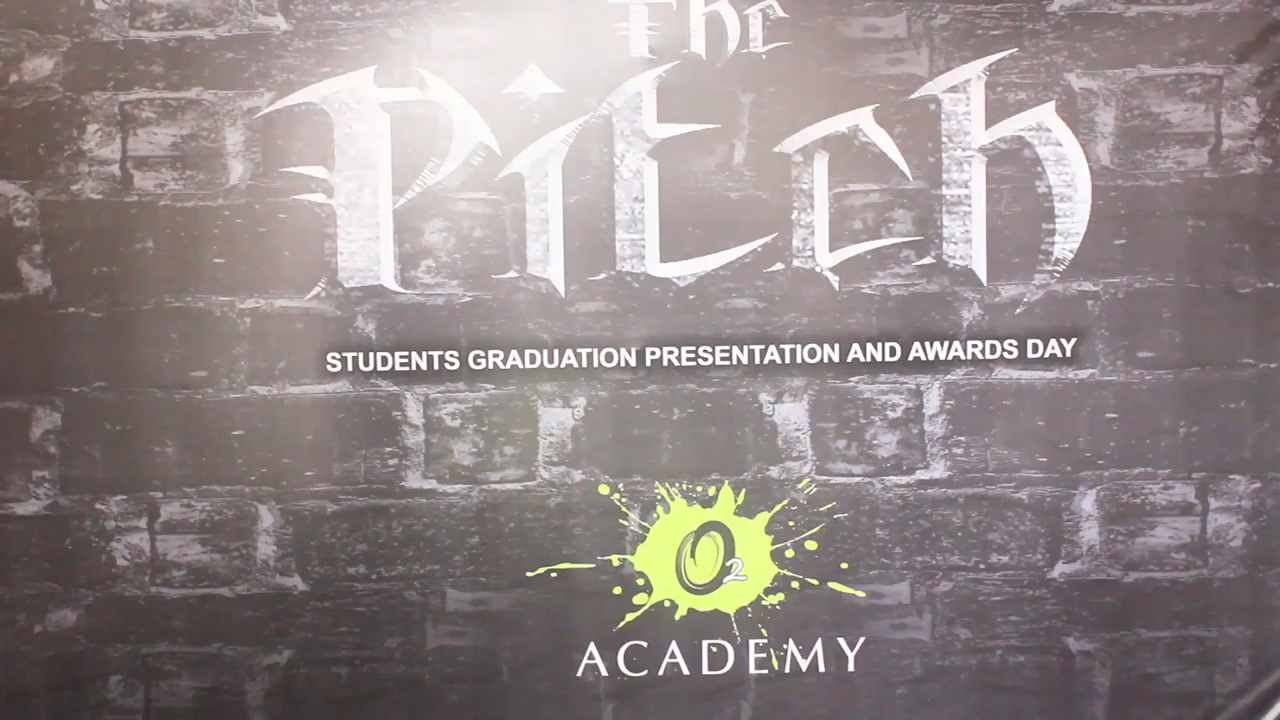 The
Pitch
STUDENTS GRADUATION PRESENTATION AND AWARDS DAY
O2
ACADEMY